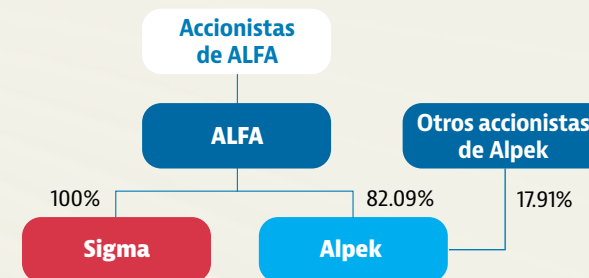 Accionistas
de ALFA
ALFA
Otros accionistas
de Alpek
100%
82.09%
17.91%
Sigma
Alpek